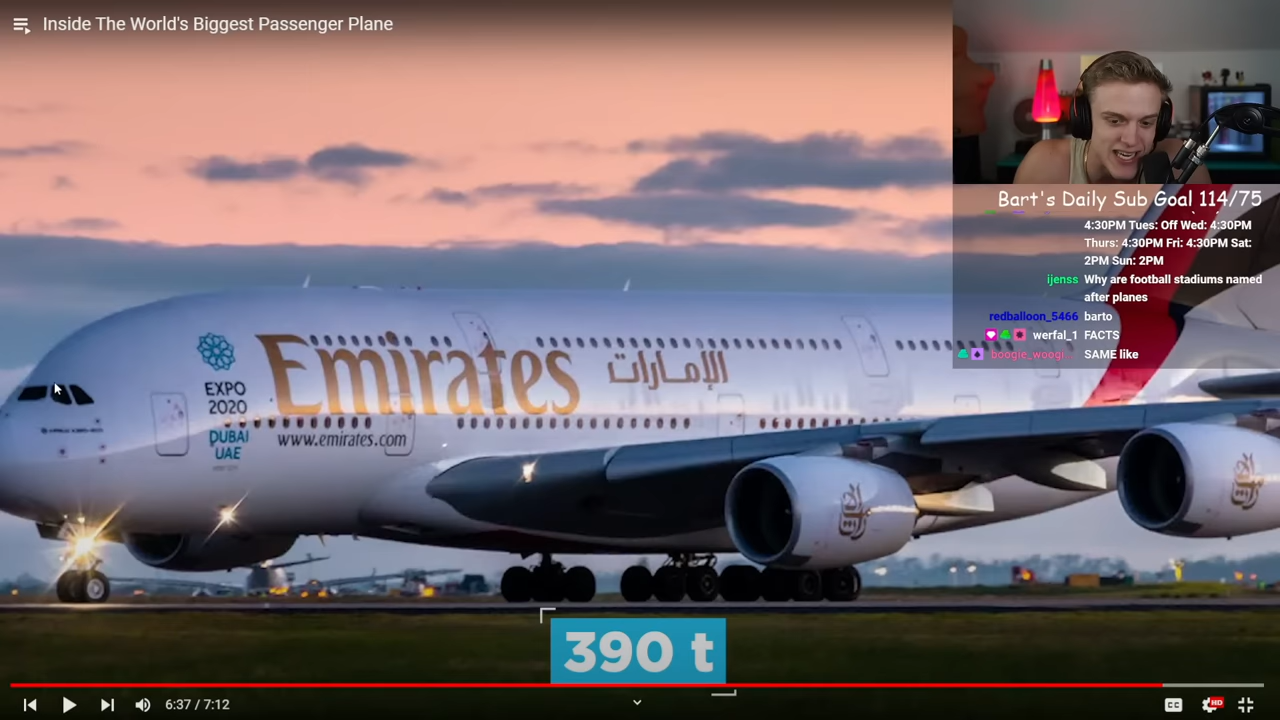 Inside The World's Biggest Passenger Plane
Bart's Daily Sub Goal 114/75
4:30PM Tues: Off Wed: 4:30PM
Thurs: 4:30PM Fri: 4:30PM Sat:
2PM Sun: 2PM
ijenss Why are football stadiums named
after planes
redballoon_5466 barto
werfal_1 FACTS
boogie_woogi_ SAME like
Emirates
الإمارات
EXPO
2020
DUBAI
UAE
www.emirates.com
390 t
6:37 / 7:12
CC
HD